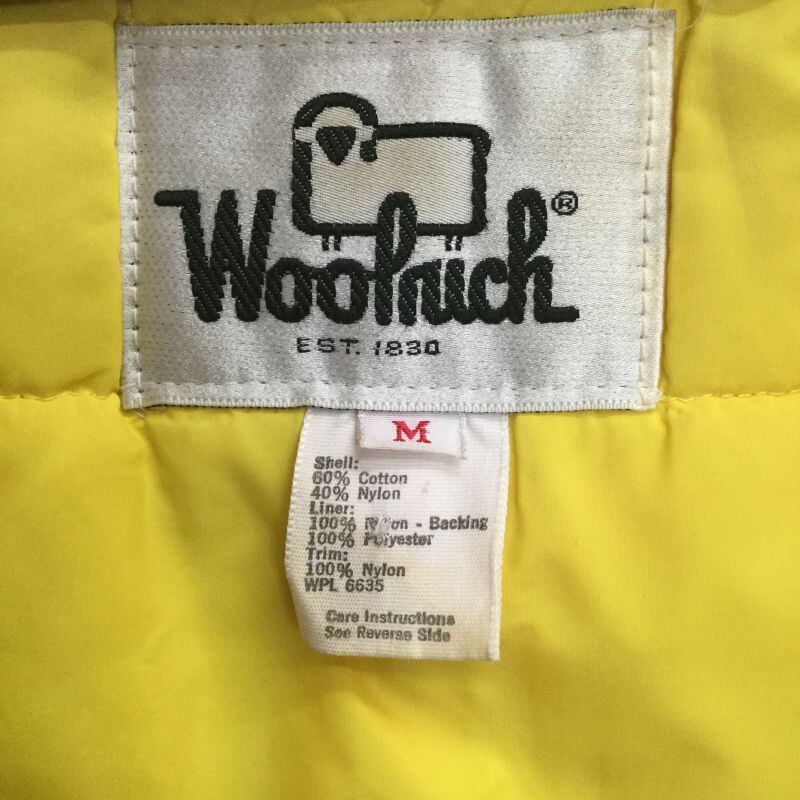 Woolrich®
EST. 1830
M
Shell:
60% Cotton
40% Nylon
Liner:
100% - Backing
100% Polyester
Trim:
100% Nylon
WPL 6635
Care Instructions
See Reverse Side